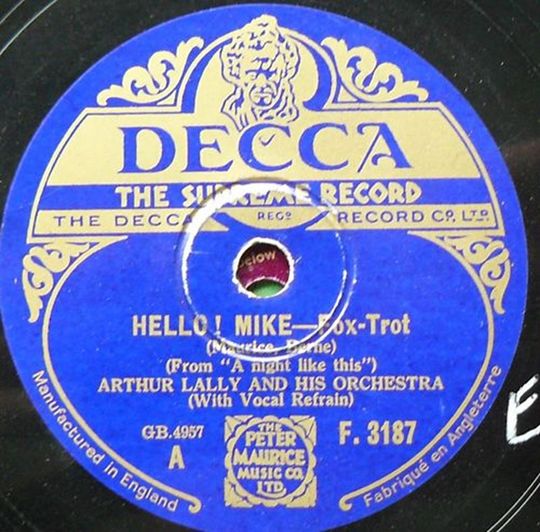 DECCA
THE SUPREME RECORD
THE DECCA REGD RECORD CO. LTD
HELLO! MIKE—Fox-Trot
(Maurice, Berne)
(From "A night like this")
ARTHUR LALLY AND HIS ORCHESTRA
(With Vocal Refrain)
GB.4957
A
THE
PETER
MAURICE
MUSIC CO.
LTD.
F. 3187
Manufactured in England
Fabriqué en Angleterre
E